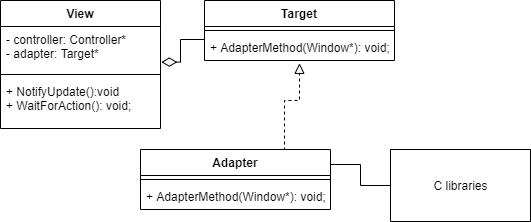 View
- controller: Controller*
- adapter: Target*
+ NotifyUpdate():void
+ WaitForAction(): void;
Target
+ AdapterMethod(Window*): void;
Adapter
+ AdapterMethod(Window*): void;
C libraries